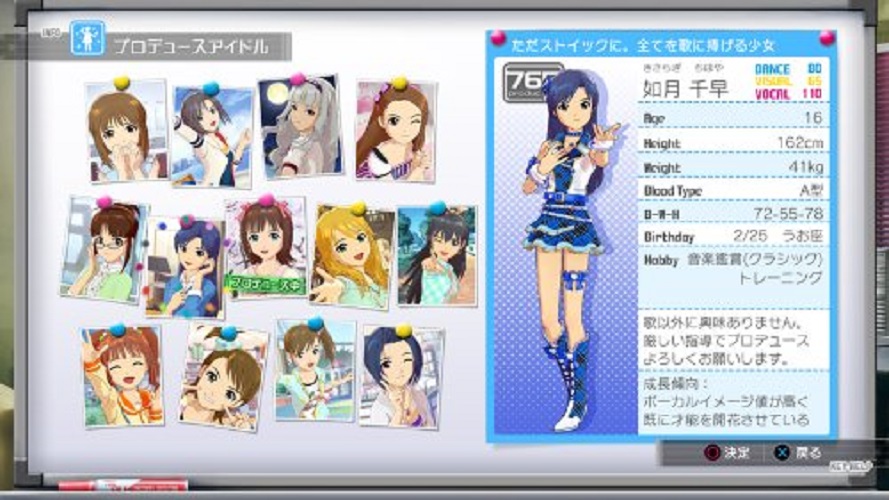 INFO
プロデュースアイドル
プロデュース中
ただストイックに。全てを歌に捧げる少女
765
きさらぎ ちはや
如月 千早
DANCE 80
VISUAL 65
VOCAL 110
Age 16
Height 162cm
Weight 41kg
Blood Type A型
B-W-H 72-55-78
Birthday 2/25 うお座
Hobby 音楽鑑賞(クラシック)
トレーニング
歌以外に興味ありません。
厳しい指導でプロデュース
よろしくお願いします。
成長傾向:
ボーカルイメージ値が高く
既に才能を開花させている
決定 戻る
KEY HELP